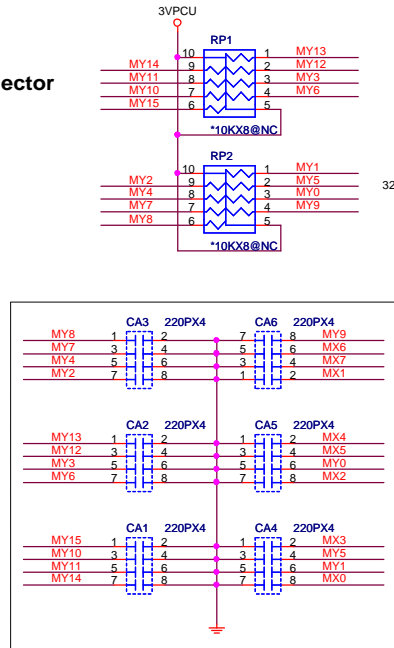 3VPCU
RP1
10 1 MY13
MY14 9 2 MY12
MY11 8 3 MY3
MY10 7 4 MY6
MY15 6 5
*10KX8@NC
ector
RP2
10 1 MY1
MY2 9 2 MY5
MY4 8 3 MY0
MY7 7 4 MY9
MY8 6 5
*10KX8@NC
32
CA3 220PX4 CA6 220PX4
MY8 1 2 7 8 MY9
MY7 3 4 5 6 MX6
MY4 5 6 3 4 MX7
MY2 7 8 1 2 MX1
CA2 220PX4 CA5 220PX4
MY13 1 2 1 2 MX4
MY12 3 4 3 4 MX5
MY3 5 6 5 6 MY0
MY6 7 8 7 8 MX2
CA1 220PX4 CA4 220PX4
MY15 1 2 1 2 MX3
MY10 3 4 3 4 MY5
MY11 5 6 5 6 MY1
MY14 7 8 7 8 MX0